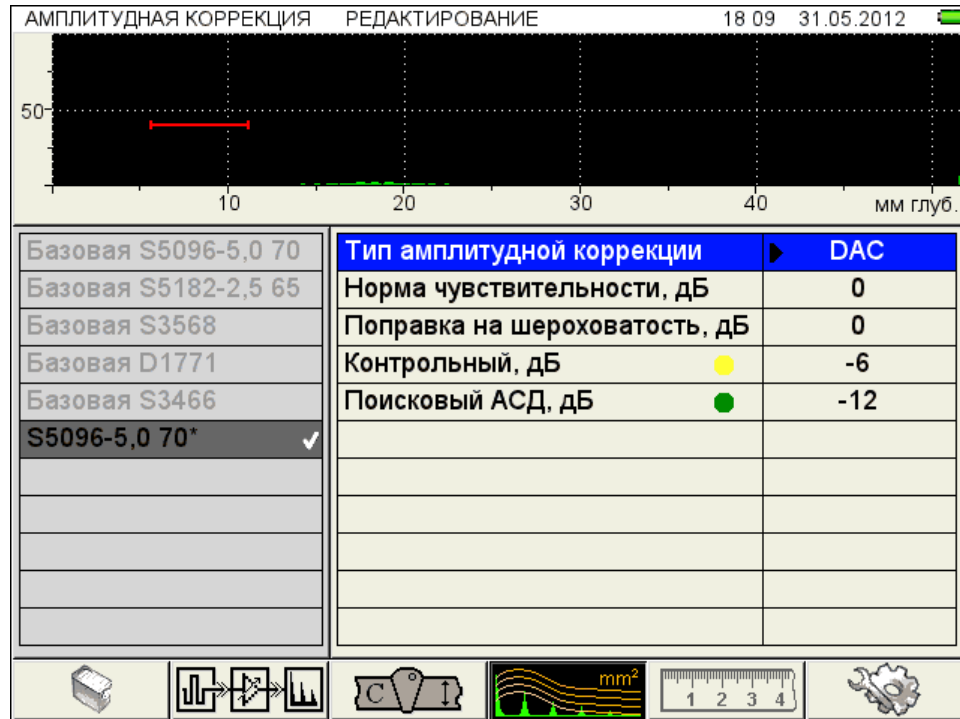 АМПЛИТУДНАЯ КОРРЕКЦИЯ РЕДАКТИРОВАНИЕ 18 09 31.05.2012
50
10 20 30 40 мм глуб.
Базовая S5096-5,0 70
Базовая S5182-2,5 65
Базовая S3568
Базовая D1771
Базовая S3466
S5096-5,0 70*
Тип амплитудной коррекции DAC
Норма чувствительности, дБ 0
Поправка на шероховатость, дБ 0
Контрольный, дБ -6
Поисковый АСД, дБ -12
C
mm²
1 2 3 4